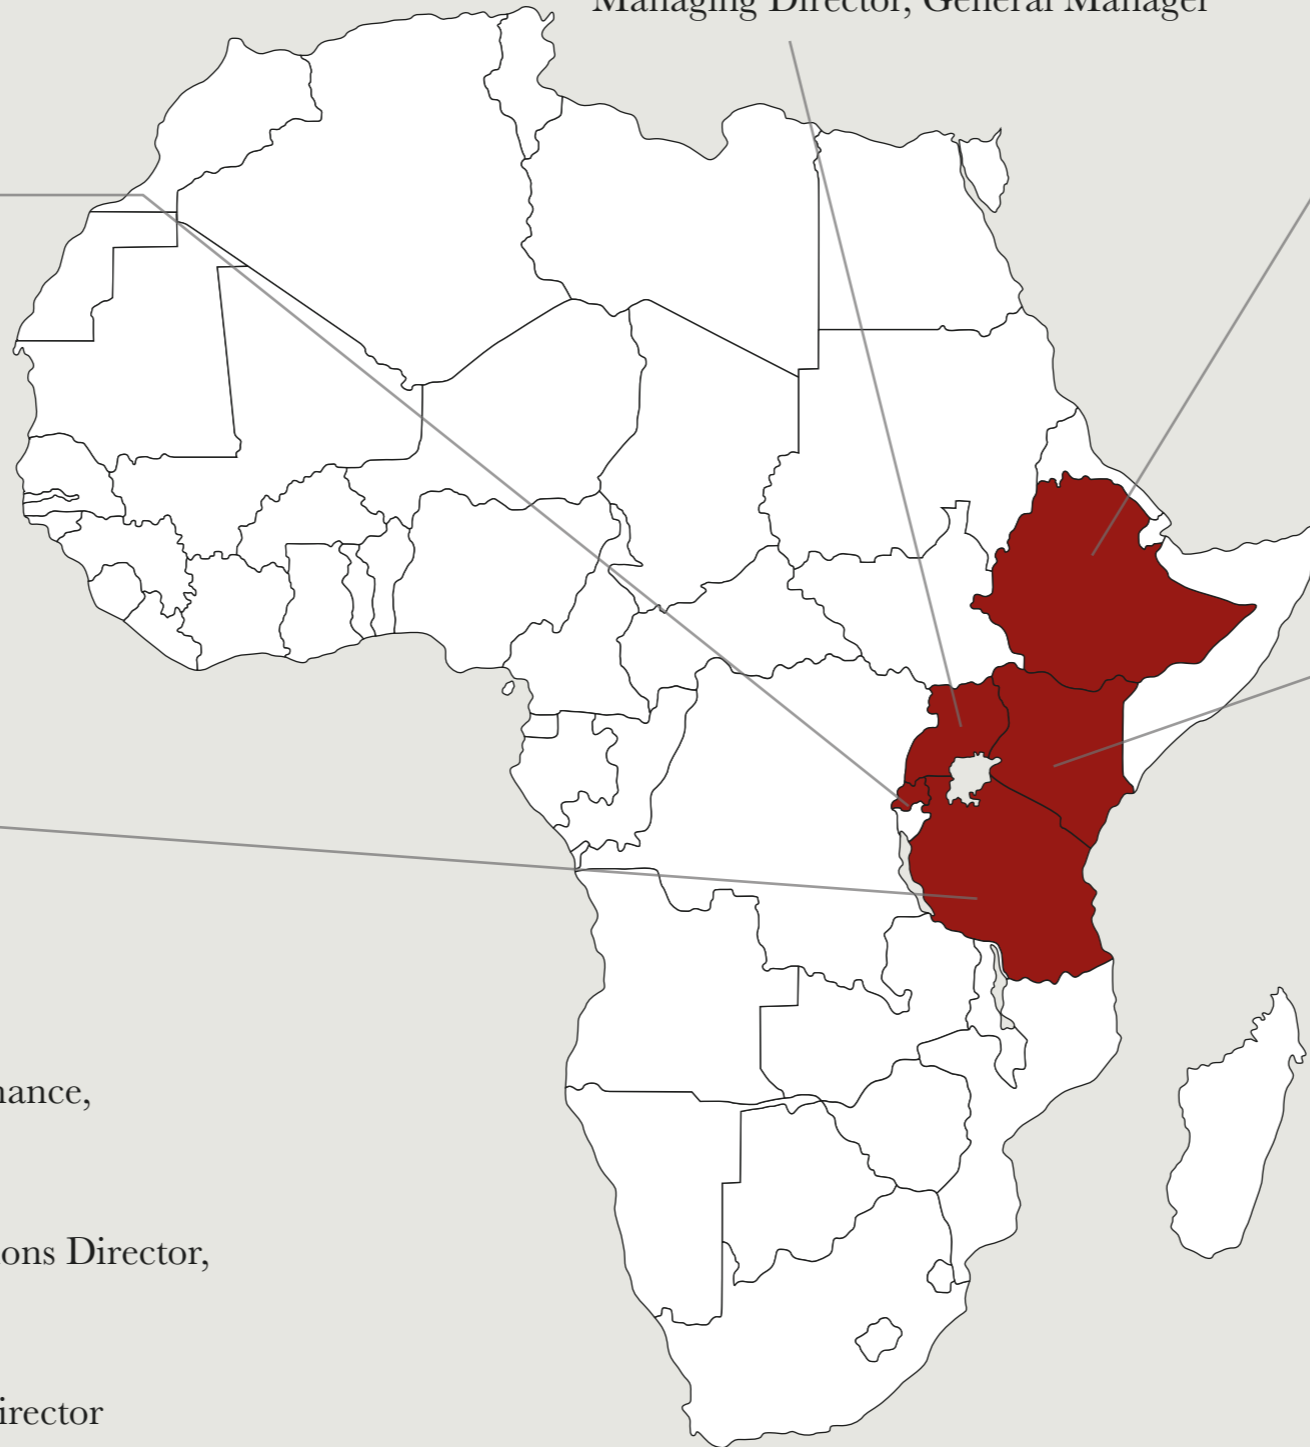 Managing Director, General Manager
nance,
ons Director,
irector